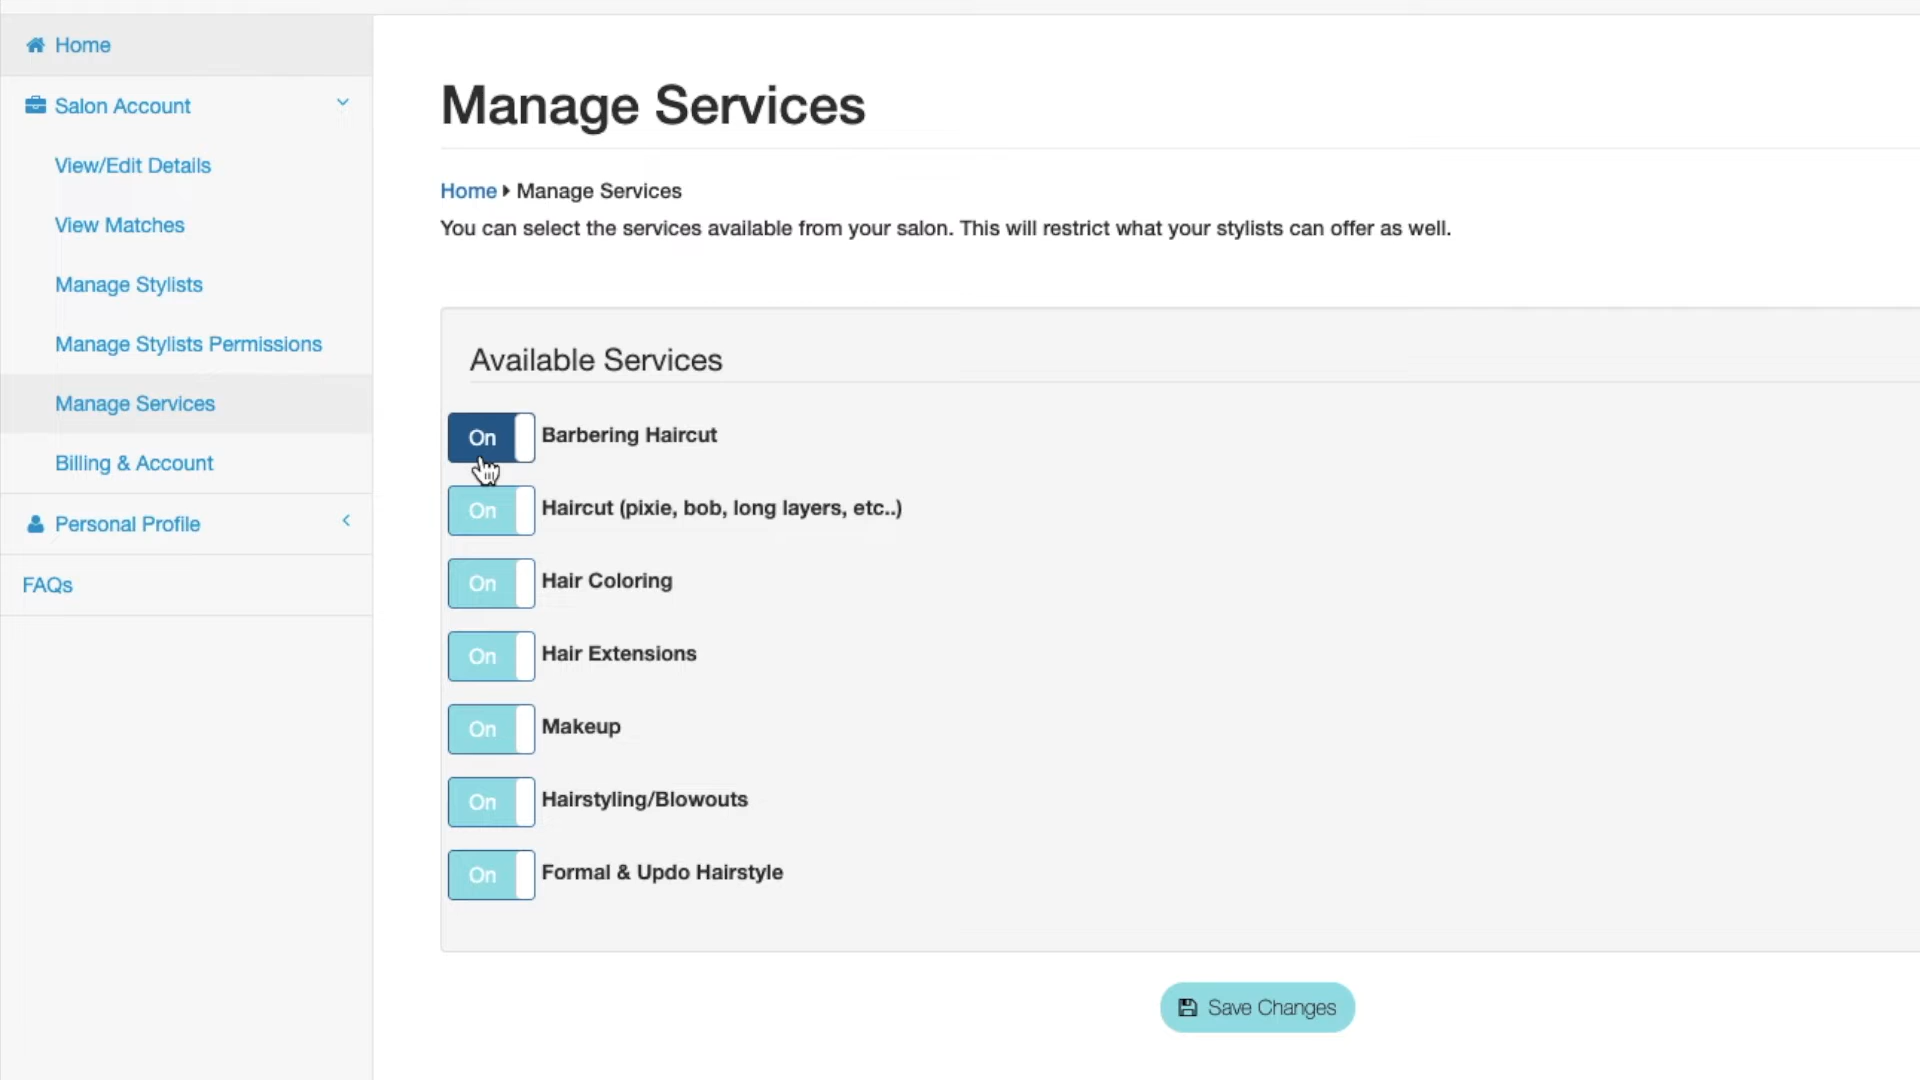 Home
Salon Account
View/Edit Details
View Matches
Manage Stylists
Manage Stylists Permissions
Manage Services
Billing & Account
Personal Profile
FAQs
Manage Services
Home Manage Services
You can select the services available from your salon. This will restrict what your stylists can offer as well.
Available Services
On Barbering Haircut
On Haircut (pixie, bob, long layers, etc..)
On Hair Coloring
On Hair Extensions
On Makeup
On Hairstyling/Blowouts
On Formal & Updo Hairstyle
Save Changes